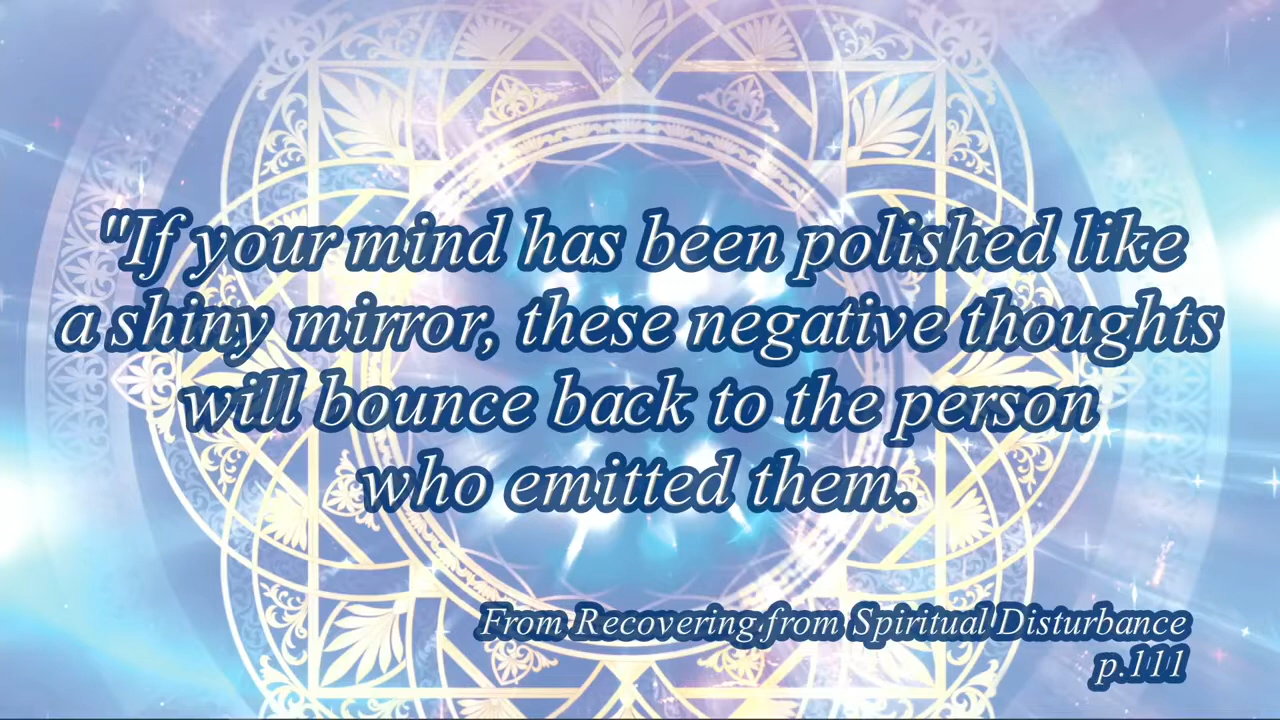 "If your mind has been polished like
a shiny mirror, these negative thoughts
will bounce back to the person
who emitted them.
From Recovering from Spiritual Disturbance
p.111